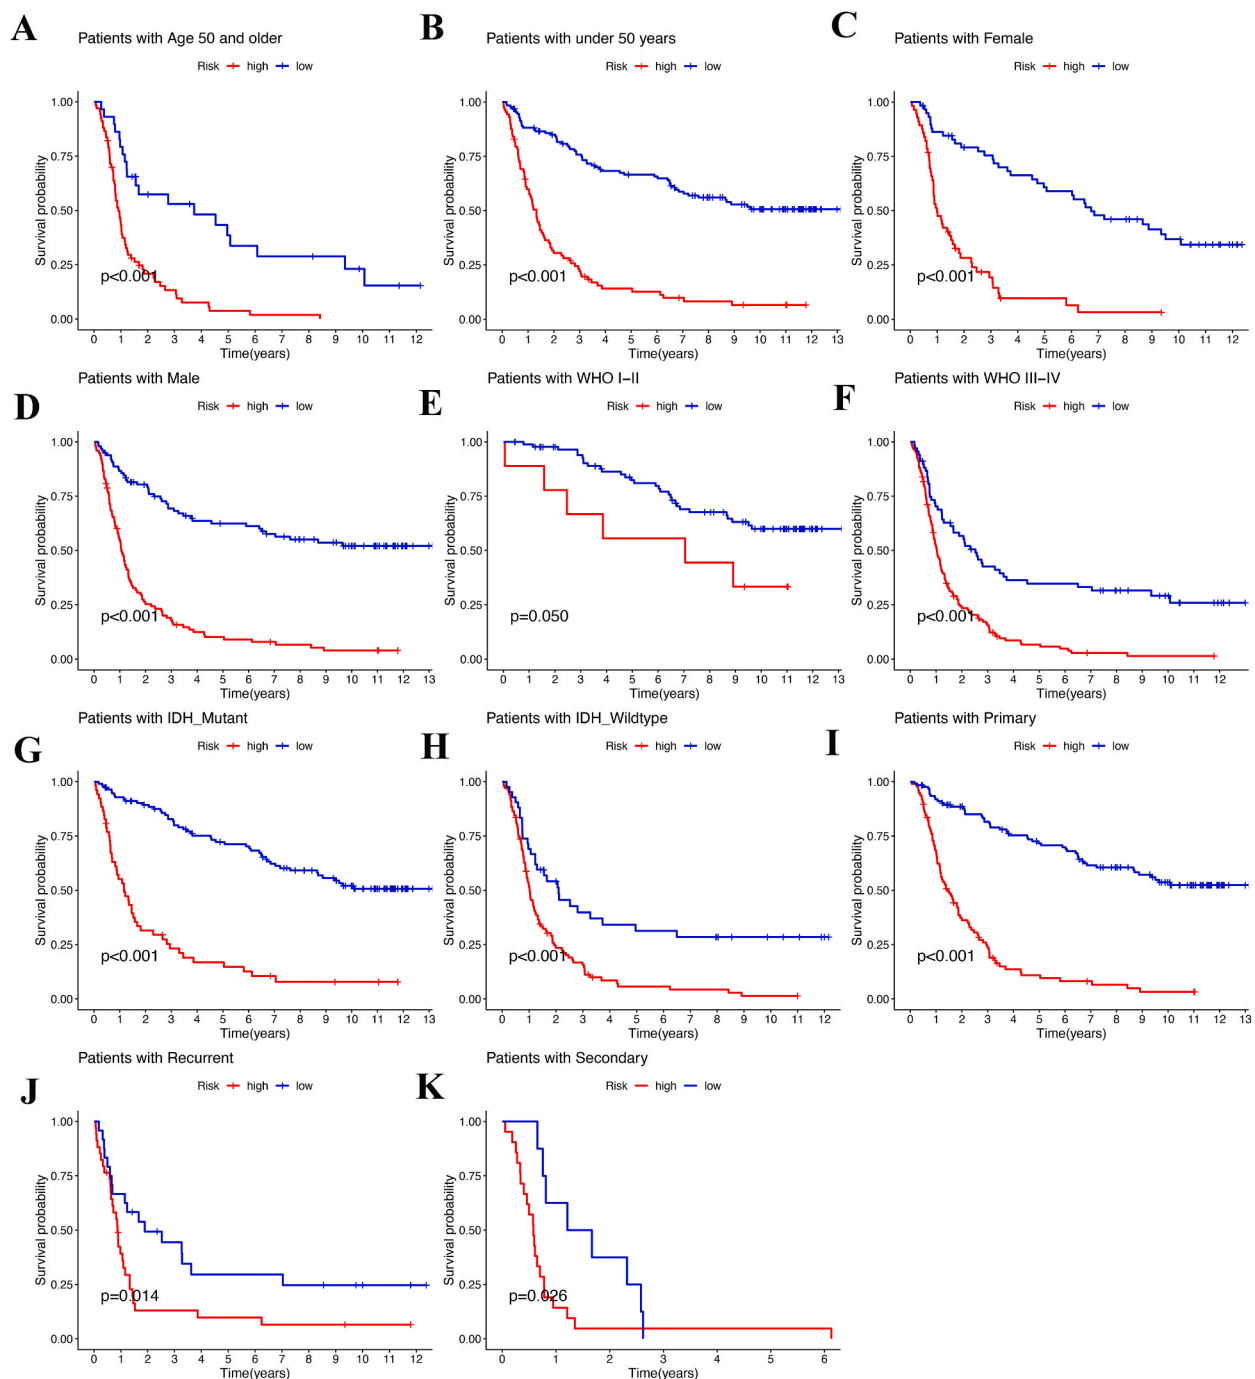 A
Patients with Age 50 and older
Risk high low
1.00
0.75
0.50
0.25
0.00
Survival probability
p<0.001
0 1 2 3 4 5 6 7 8 9 10 11 12
Time(years)
B
Patients with under 50 years
Risk high low
1.00
0.75
0.50
0.25
0.00
Survival probability
p<0.001
0 1 2 3 4 5 6 7 8 9 10 11 12 13
Time(years)
C
Patients with Female
Risk high low
1.00
0.75
0.50
0.25
0.00
Survival probability
p<0.001
0 1 2 3 4 5 6 7 8 9 10 11 12
Time(years)
D
Patients with Male
Risk high low
1.00
0.75
0.50
0.25
0.00
Survival probability
p<0.001
0 1 2 3 4 5 6 7 8 9 10 11 12 13
Time(years)
E
Patients with WHO I−II
Risk high low
1.00
0.75
0.50
0.25
0.00
Survival probability
p=0.050
0 1 2 3 4 5 6 7 8 9 10 11 12 13
Time(years)
F
Patients with WHO III−IV
Risk high low
1.00
0.75
0.50
0.25
0.00
Survival probability
p<0.001
0 1 2 3 4 5 6 7 8 9 10 11 12
Time(years)
G
Patients with IDH_Mutant
Risk high low
1.00
0.75
0.50
0.25
0.00
Survival probability
p<0.001
0 1 2 3 4 5 6 7 8 9 10 11 12 13
Time(years)
H
Patients with IDH_Wildtype
Risk high low
1.00
0.75
0.50
0.25
0.00
Survival probability
p<0.001
0 1 2 3 4 5 6 7 8 9 10 11 12
Time(years)
I
Patients with Primary
Risk high low
1.00
0.75
0.50
0.25
0.00
Survival probability
p<0.001
0 1 2 3 4 5 6 7 8 9 10 11 12 13
Time(years)
J
Patients with Recurrent
Risk high low
1.00
0.75
0.50
0.25
0.00
Survival probability
p=0.014
0 1 2 3 4 5 6 7 8 9 10 11 12
Time(years)
K
Patients with Secondary
Risk high low
1.00
0.75
0.50
0.25
0.00
Survival probability
p=0.026
0 1 2 3 4 5 6
Time(years)